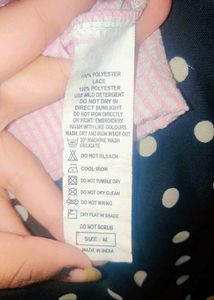 100% POLYESTER
LACE
100% POLYESTER
USE MILD DETERGENT
DO NOT DRY IN
DIRECT SUNLIGHT
DO NOT IRON DIRECTLY
ON PRINT/ EMBROIDERY
WASH WITH LIKE COLOURS
WASH, DRY AND IRON INSIDE OUT
30° MACHINE WASH
DELICATE
DO NOT BLEACH
COOL IRON
DO NOT TUMBLE DRY
DO NOT DRY CLEAN
DO NOT WRING
DRY FLAT IN SHADE
DO NOT SCRUB
SIZE : M
MADE IN INDIA